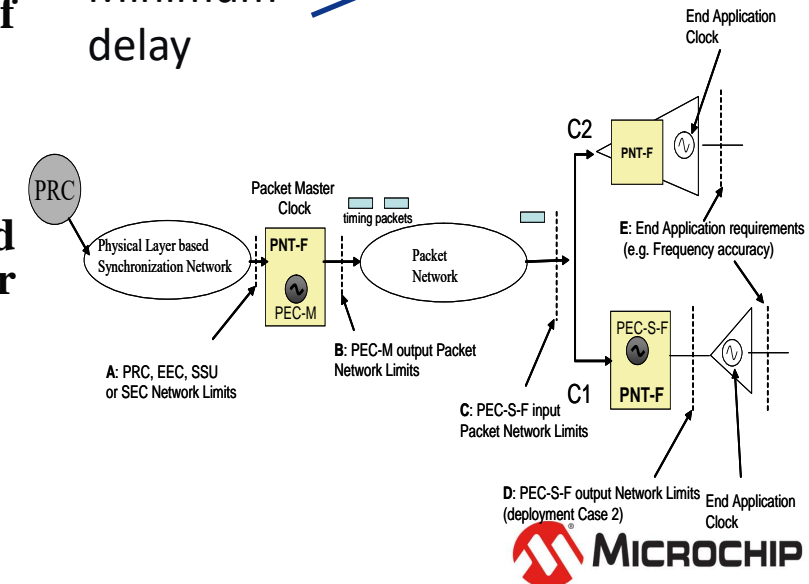 f
Minimum
delay
d
r
End Application
Clock
C2
PNT-F
PRC
Packet Master
Clock
timing packets
Physical Layer based
Synchronization Network
PNT-F
PEC-M
Packet
Network
E: End Application requirements
(e.g. Frequency accuracy)
A: PRC, EEC, SSU
or SEC Network Limits
B: PEC-M output Packet
Network Limits
C: PEC-S-F input
Packet Network Limits
C1
PEC-S-F
PNT-F
D: PEC-S-F output Network Limits
(deployment Case 2)
End Application
Clock
MICROCHIP